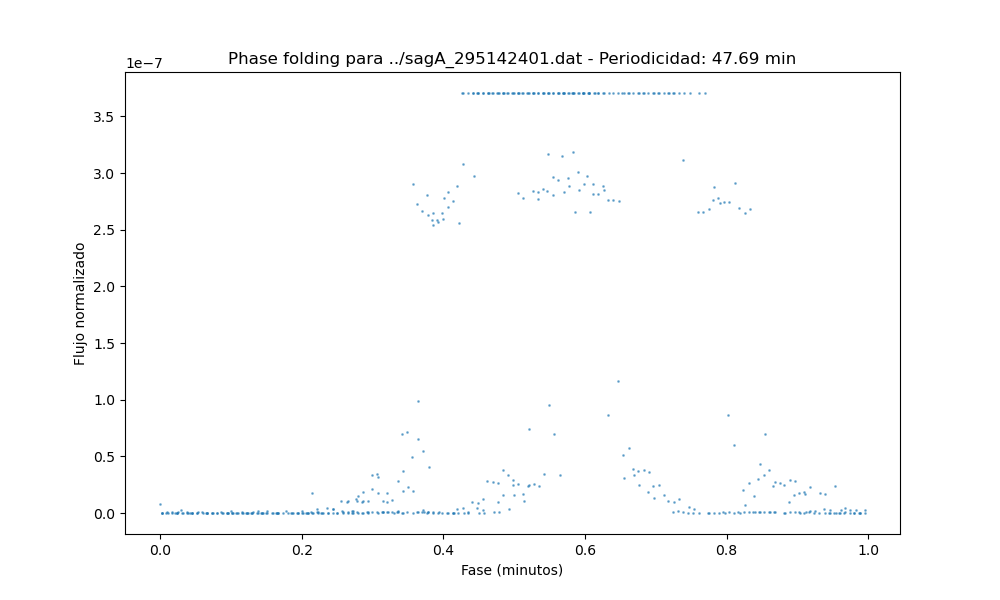 Phase folding para ../sagA_295142401.dat - Periodicidad: 47.69 min
1e−7
3.5
3.0
2.5
2.0
1.5
1.0
0.5
0.0
Flujo normalizado
0.0 0.2 0.4 0.6 0.8 1.0
Fase (minutos)